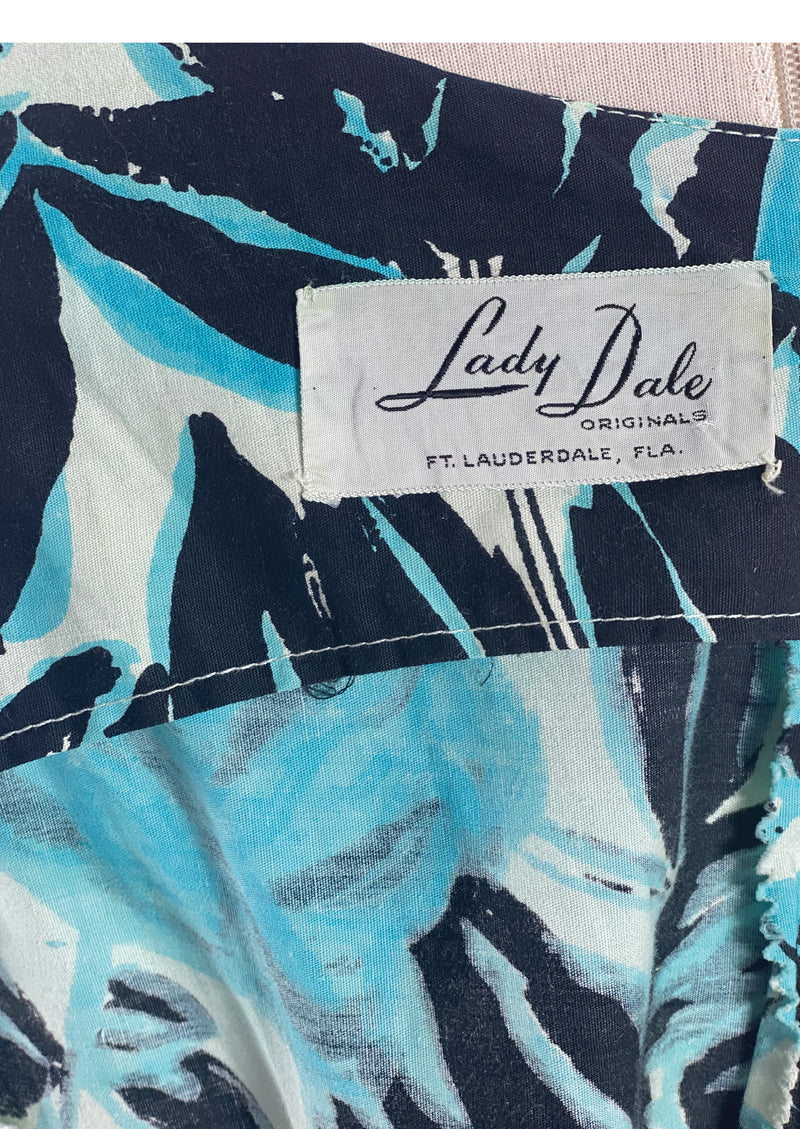 Lady Dale
ORIGINALS
FT. LAUDERDALE, FLA.